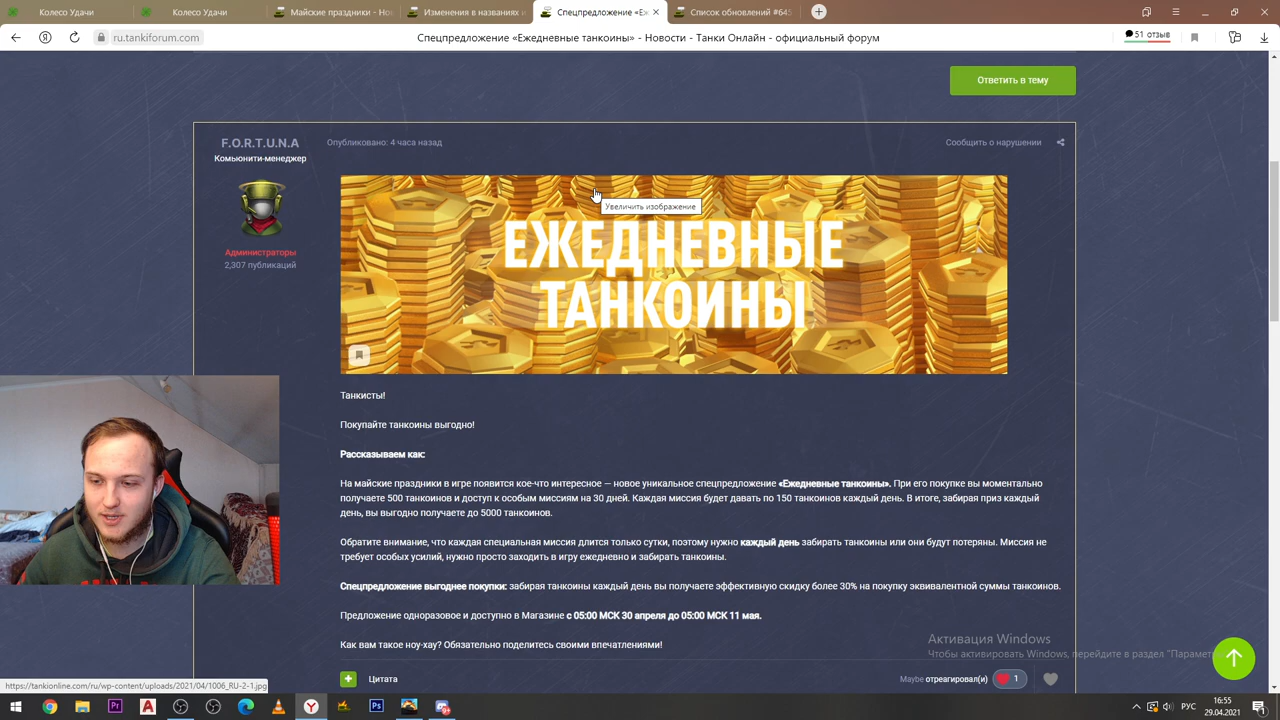 Колесо Удачи
Колесо Удачи
Майские праздники - Но
Изменения в названиях и
Спецпредложение «Еж
Список обновлений #645
ru.tankiforum.com
Спецпредложение «Ежедневные танкоины» - Новости - Танки Онлайн - официальный форум
51 отзыв
Ответить в тему
F.O.R.T.U.N.A
Опубликовано: 4 часа назад
Сообщить о нарушении
Комьюнити-менеджер
Увеличить изображение
ЕЖЕДНЕВНЫЕ
ТАНКОИНЫ
Администраторы
2,307 публикаций
Танкисты!
Покупайте танкоины выгодно!
Рассказываем как:
На майские праздники в игре появится кое-что интересное — новое уникальное спецпредложение «Ежедневные танкоины». При его покупке вы моментально
получаете 500 танкоинов и доступ к особым миссиям на 30 дней. Каждая миссия будет давать по 150 танкоинов каждый день. В итоге, забирая приз каждый
день, вы выгодно получаете до 5000 танкоинов.
Обратите внимание, что каждая специальная миссия длится только сутки, поэтому нужно каждый день забирать танкоины или они будут потеряны. Миссия не
требует особых усилий, нужно просто заходить в игру ежедневно и забирать танкоины.
Спецпредложение выгоднее покупки: забирая танкоины каждый день вы получаете эффективную скидку более 30% на покупку эквивалентной суммы танкоинов.
Предложение одноразовое и доступно в Магазине с 05:00 МСК 30 апреля до 05:00 МСК 11 мая.
Как вам такое ноу-хау? Обязательно поделитесь своими впечатлениями!
Активация Windows
Чтобы активировать Windows, перейдите в раздел "Парамет
Цитата
Maybe отреагировал(и)
1
https://tankionline.com/ru/wp-content/uploads/2021/04/1006_RU-2-1.jpg
РУС
16:55
29.04.2021